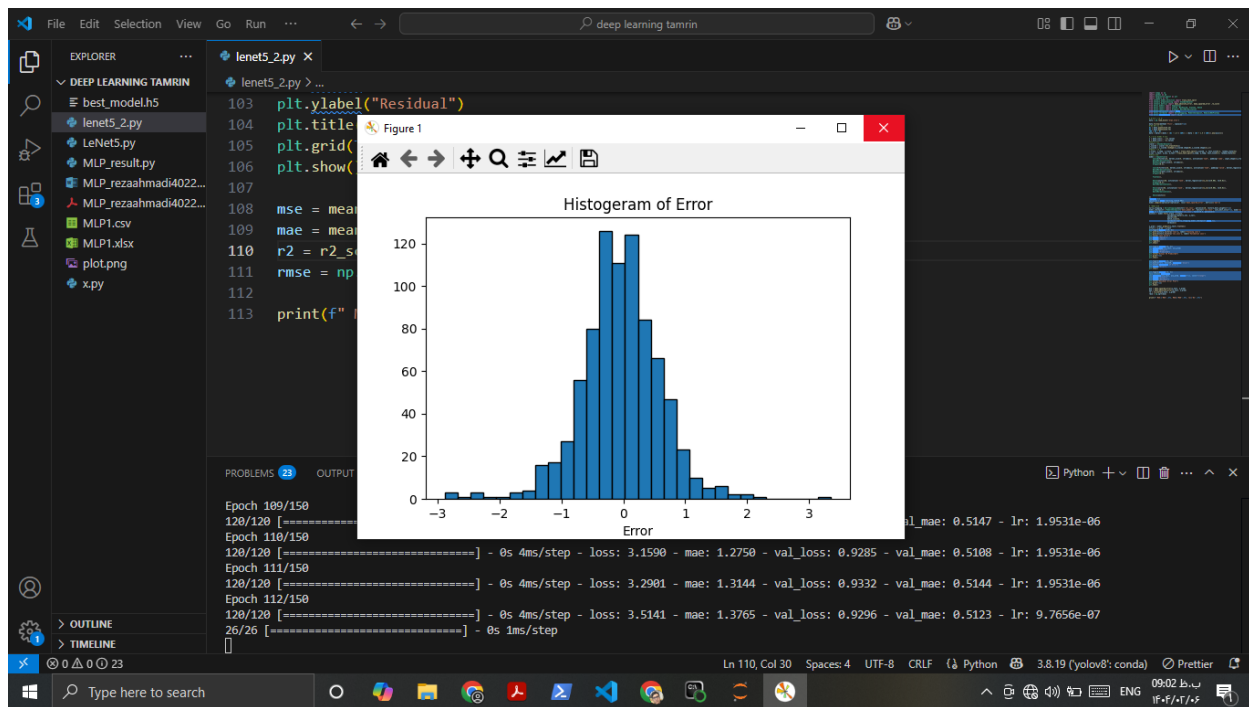 File Edit Selection View Go Run ··· deep learning tamrin
EXPLORER ···
DEEP LEARNING TAMRIN
best_model.h5
lenet5_2.py
LeNet5.py
MLP_result.py
MLP_rezaahmadi4022...
MLP_rezaahmadi4022...
MLP1.csv
MLP1.xlsx
plot.png
x.py
OUTLINE
TIMELINE
lenet5_2.py
lenet5_2.py > ...
103 plt.ylabel("Residual")
104 plt.title
105 plt.grid(
106 plt.show(
107
108 mse = mean
109 mae = mean
110 r2 = r2_sc
111 rmse = np
112
113 print(f"
Figure 1
Histogeram of Error
120
100
80
60
40
20
0
−3 −2 −1 0 1 2 3
Error
PROBLEMS 23 OUTPUT Python
Epoch 109/150
120/120 [============ al_mae: 0.5147 - lr: 1.9531e-06
Epoch 110/150
120/120 [==============================] - 0s 4ms/step - loss: 3.1590 - mae: 1.2750 - val_loss: 0.9285 - val_mae: 0.5108 - lr: 1.9531e-06
Epoch 111/150
120/120 [==============================] - 0s 4ms/step - loss: 3.2901 - mae: 1.3144 - val_loss: 0.9332 - val_mae: 0.5144 - lr: 1.9531e-06
Epoch 112/150
120/120 [==============================] - 0s 4ms/step - loss: 3.5141 - mae: 1.3765 - val_loss: 0.9296 - val_mae: 0.5123 - lr: 9.7656e-07
26/26 [==============================] - 0s 1ms/step
0 0 0 23 Ln 110, Col 30 Spaces: 4 UTF-8 CRLF Python 3.8.19 ('yolov8': conda) Prettier
Type here to search ENG 09:02 ب.ظ
۱۴۰۴/۰۲/۰۶